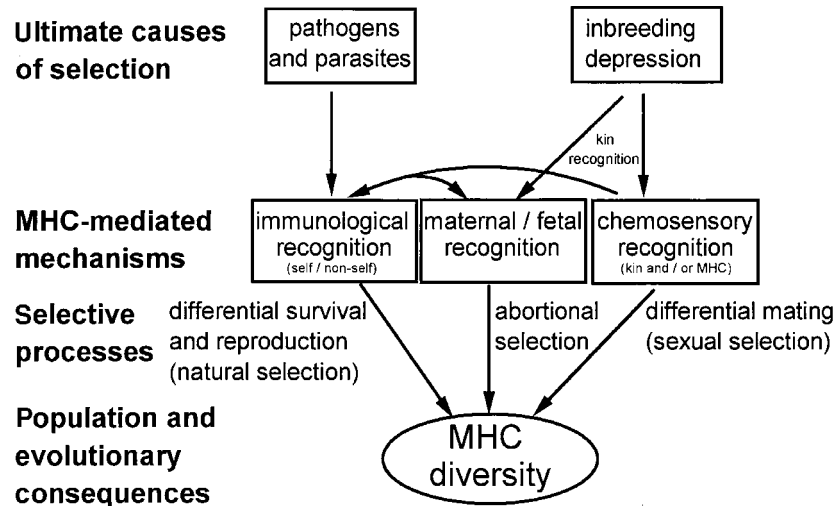 Ultimate causes
of selection
pathogens
and parasites
inbreeding
depression
kin
recognition
MHC-mediated
mechanisms
immunological
recognition
(self / non-self)
maternal / fetal
recognition
chemosensory
recognition
(kin and / or MHC)
Selective
processes
differential survival
and reproduction
(natural selection)
abortional
selection
differential mating
(sexual selection)
Population and
evolutionary
consequences
MHC
diversity